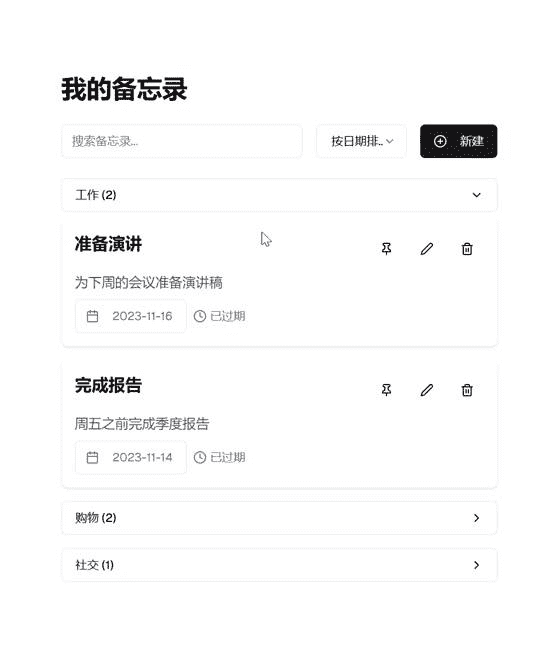 我的备忘录
搜索备忘录...
按日期排..
新建
工作 (2)
准备演讲
为下周的会议准备演讲稿
2023-11-16 已过期
完成报告
周五之前完成季度报告
2023-11-14 已过期
购物 (2)
社交 (1)